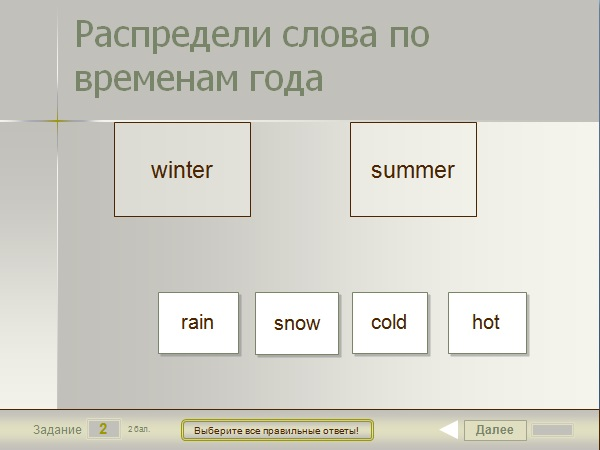 Распредели слова по
временам года
winter summer
rain snow cold hot
Задание 2 2 бал. Выберите все правильные ответы! Далее